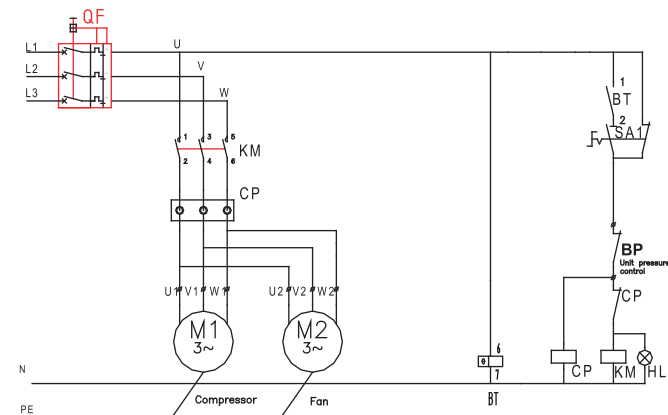 QF
L1
U
L2
V
L3
W
1
BT
2
SA1
1 3 5
KM
2 4 6
CP
BP
Unit pressure
control
U1 V1 W1
U2 V2 W2
CP
M1
3~
M2
3~
θ
6
7
CP
KM
HL
N
Compressor
Fan
BT
PE